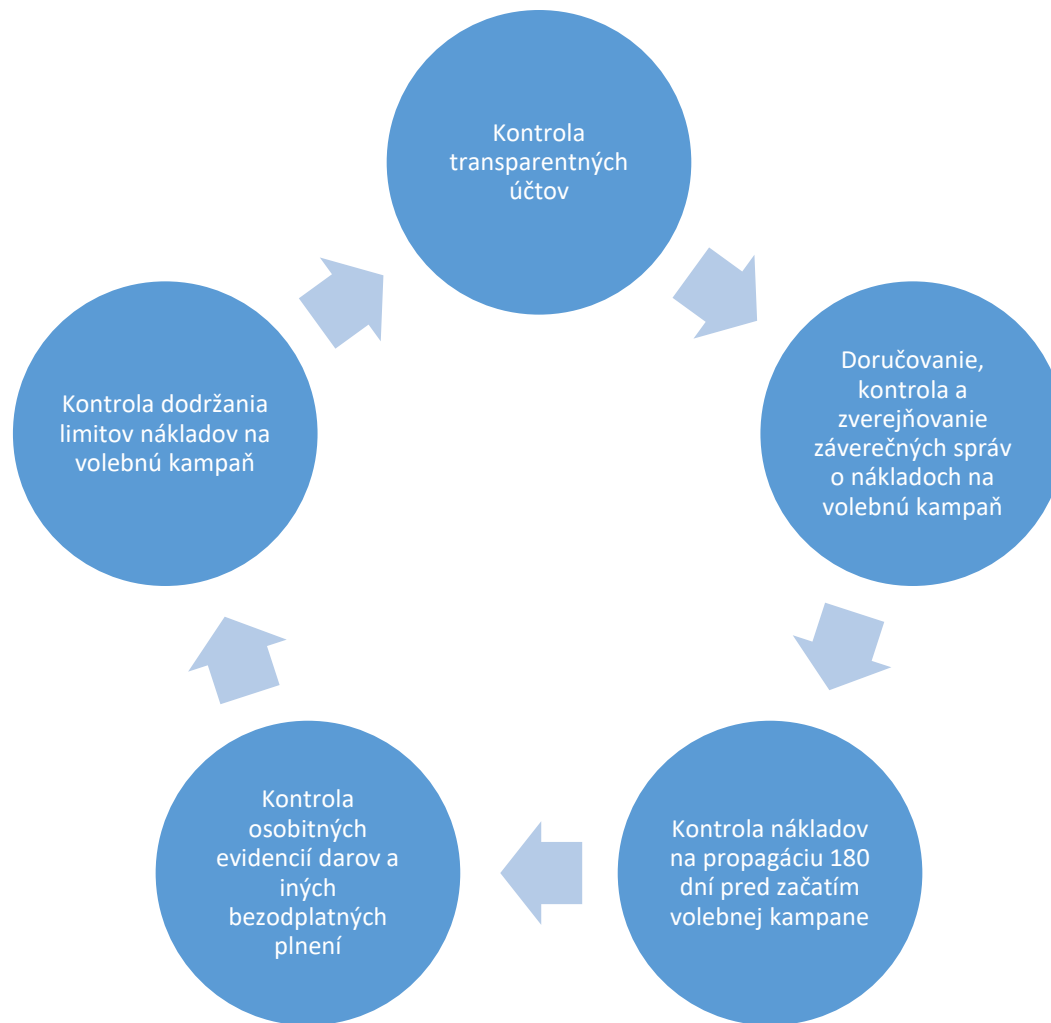 Kontrola
transparentných
účtov
Doručovanie,
kontrola a
zverejňovanie
záverečných správ
o nákladoch na
volebnú kampaň
Kontrola nákladov
na propagáciu 180
dní pred začatím
volebnej kampane
Kontrola
osobitných
evidencií darov a
iných
bezodplatných
plnení
Kontrola dodržania
limitov nákladov na
volebnú kampaň